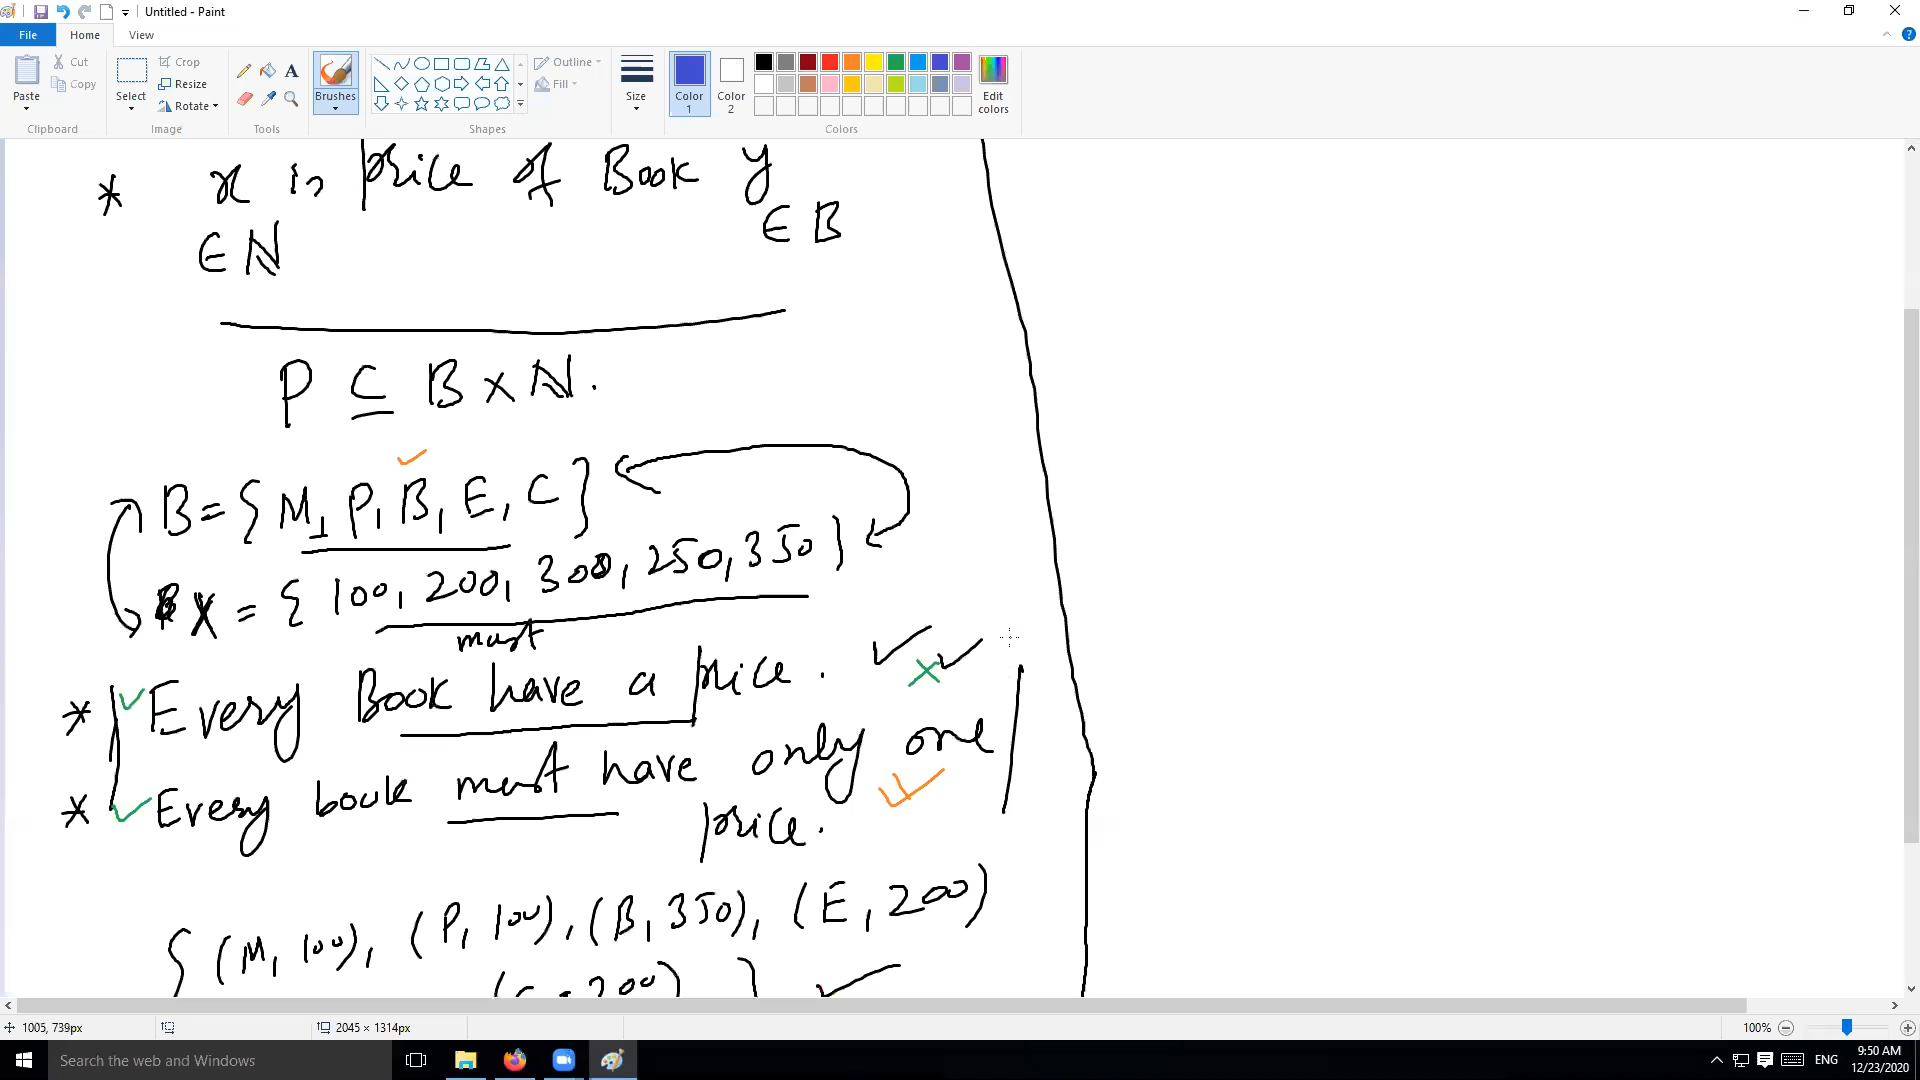 Untitled - Paint
File Home View
Cut
Copy
Paste
Clipboard
Crop
Resize
Rotate
Select
Image
Tools
Brushes
Outline
Fill
Shapes
Size
Color 1
Color 2
Edit colors
Colors
* x is price of Book y
∈ ℕ ∈ B
P ⊆ B × ℕ.
B = { M, P, B, E, C }
X = { 100, 200, 300, 250, 350 }
must
* Every Book have a price.
* Every book must have only one
price.
{ (M, 100), (P, 100), (B, 350), (E, 200)
200) }
1005, 739px
2045 × 1314px
100%
Search the web and Windows
ENG
9:50 AM
12/23/2020